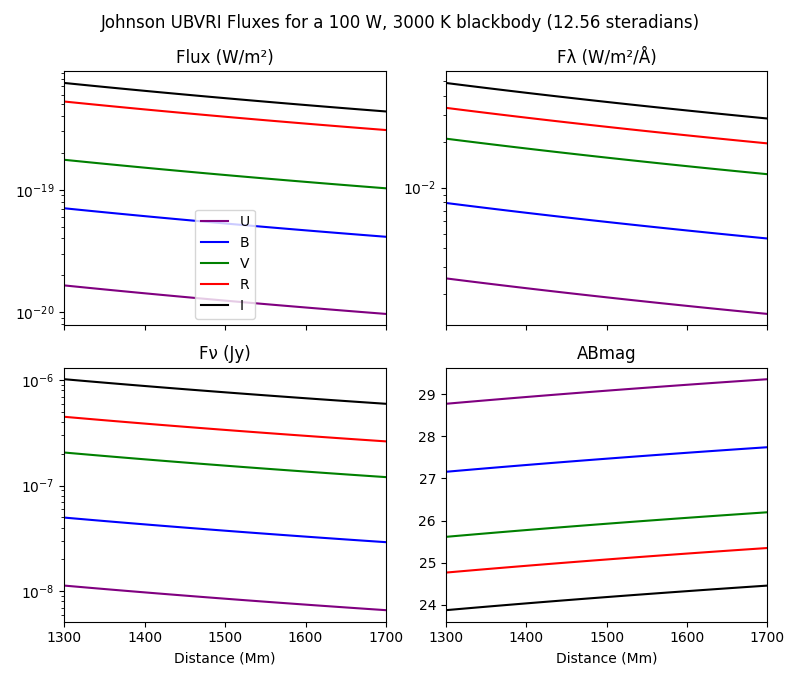 Johnson UBVRI Fluxes for a 100 W, 3000 K blackbody (12.56 steradians)
Flux (W/m²)
10⁻¹⁹
10⁻²⁰
U
B
V
R
I
Fλ (W/m²/Å)
10⁻²
Fν (Jy)
10⁻⁶
10⁻⁷
10⁻⁸
1300 1400 1500 1600 1700
Distance (Mm)
ABmag
29
28
27
26
25
24
1300 1400 1500 1600 1700
Distance (Mm)